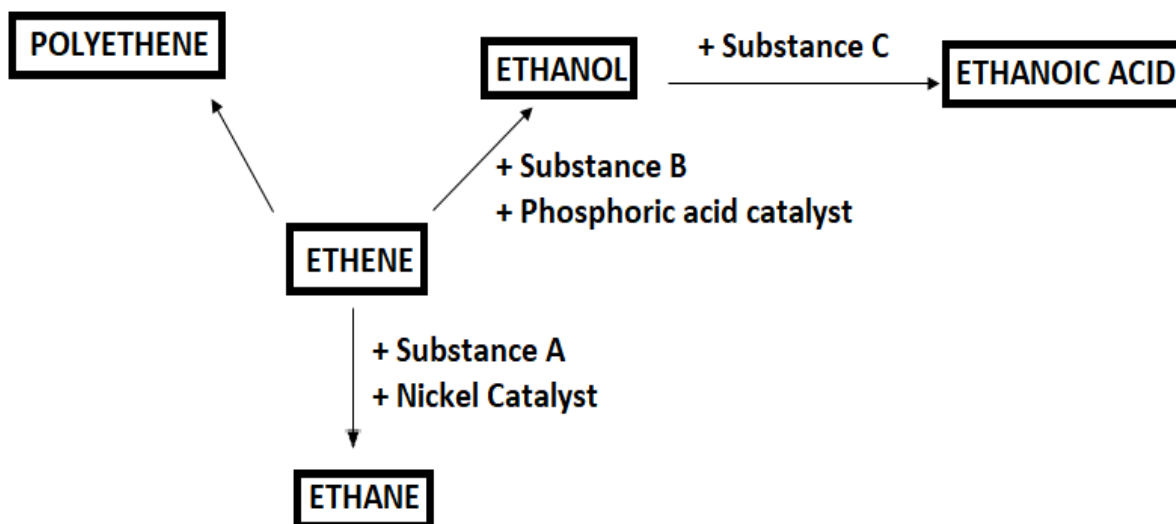 POLYETHENE
ETHANOL
+ Substance C
ETHANOIC ACID
+ Substance B
+ Phosphoric acid catalyst
ETHENE
+ Substance A
+ Nickel Catalyst
ETHANE